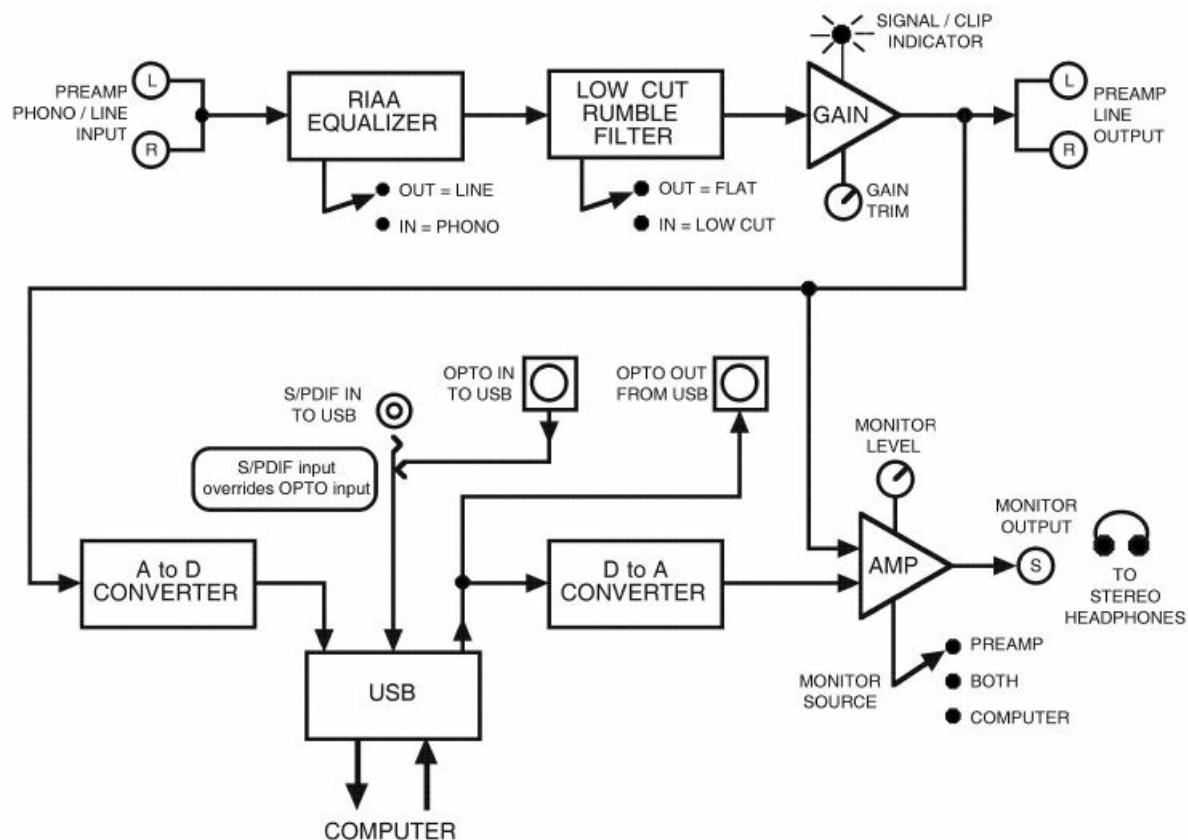 SIGNAL / CLIP
INDICATOR
PREAMP
PHONO / LINE
INPUT
L
R
RIAA
EQUALIZER
LOW CUT
RUMBLE
FILTER
GAIN
L
R
PREAMP
LINE
OUTPUT
OUT = LINE
IN = PHONO
OUT = FLAT
IN = LOW CUT
GAIN
TRIM
S/PDIF IN
TO USB
OPTO IN
TO USB
OPTO OUT
FROM USB
S/PDIF input
overrides OPTO input
MONITOR
LEVEL
A to D
CONVERTER
D to A
CONVERTER
AMP
MONITOR
OUTPUT
S
TO
STEREO
HEADPHONES
USB
MONITOR
SOURCE
PREAMP
BOTH
COMPUTER
COMPUTER